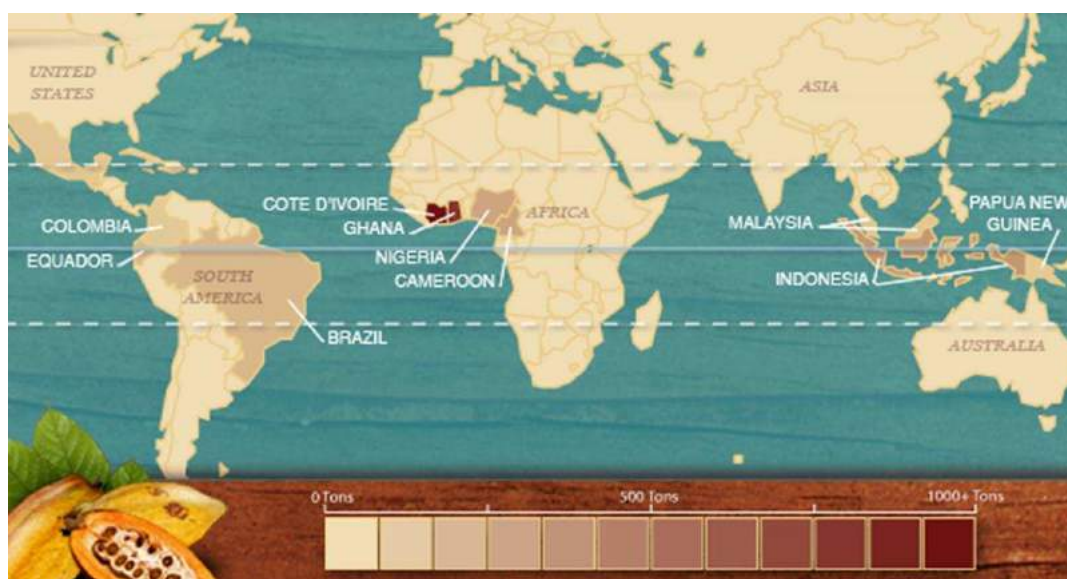 UNITED
STATES
ASIA
COTE D'IVOIRE
GHANA
AFRICA
NIGERIA
CAMEROON
COLOMBIA
EQUADOR
SOUTH
AMERICA
BRAZIL
MALAYSIA
PAPUA NEW
GUINEA
INDONESIA
AUSTRALIA
0 Tons
500 Tons
1000+ Tons